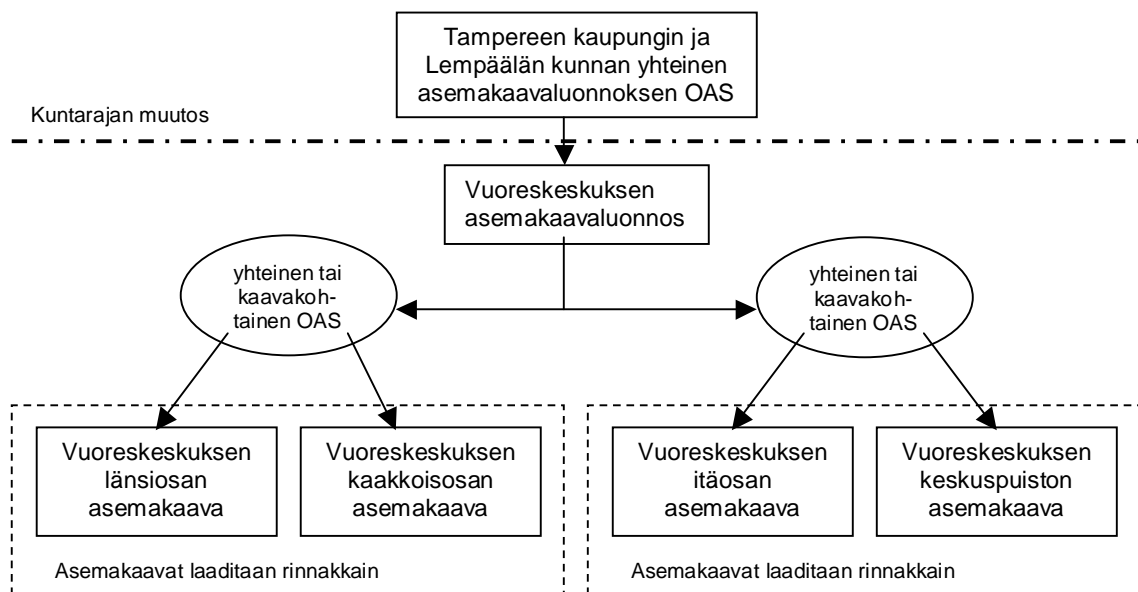 Tampereen kaupungin ja
Lempäälän kunnan yhteinen
asemakaavaluonnoksen OAS
Kuntarajan muutos
Vuoreskeskuksen
asemakaavaluonnos
yhteinen tai
kaavakoh-
tainen OAS
yhteinen tai
kaavakoh-
tainen OAS
Vuoreskeskuksen
länsiosan
asemakaava
Vuoreskeskuksen
kaakkoisosan
asemakaava
Vuoreskeskuksen
itäosan
asemakaava
Vuoreskeskuksen
keskuspuiston
asemakaava
Asemakaavat laaditaan rinnakkain
Asemakaavat laaditaan rinnakkain